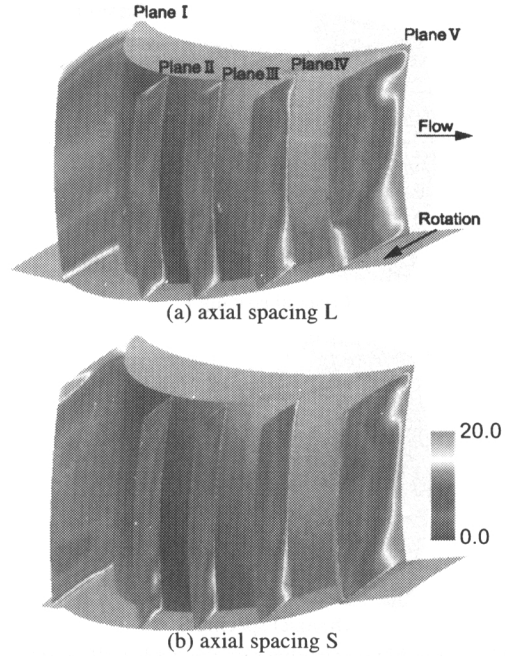 Plane I
Plane II
Plane III
Plane IV
Plane V
Flow
Rotation
(a) axial spacing L
20.0
0.0
(b) axial spacing S